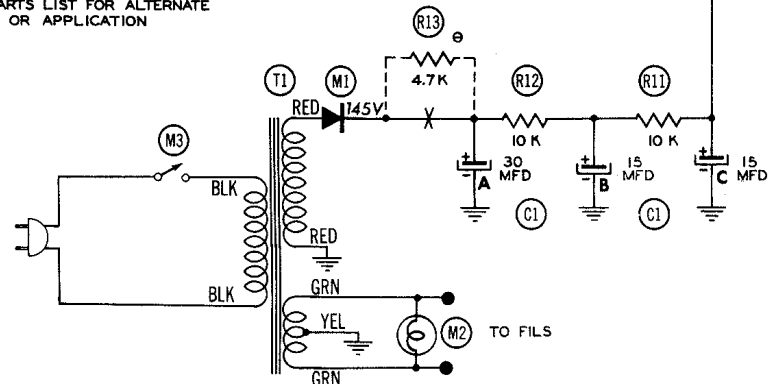 ARTS LIST FOR ALTERNATE
OR APPLICATION
R13
Θ
4.7K
T1
M1
R12
R11
RED
145V
X
M3
10 K
10 K
BLK
+
-
A
30 MFD
+
-
B
15 MFD
+
-
C
15 MFD
C1
C1
RED
BLK
GRN
YEL
M2
TO FILS
GRN